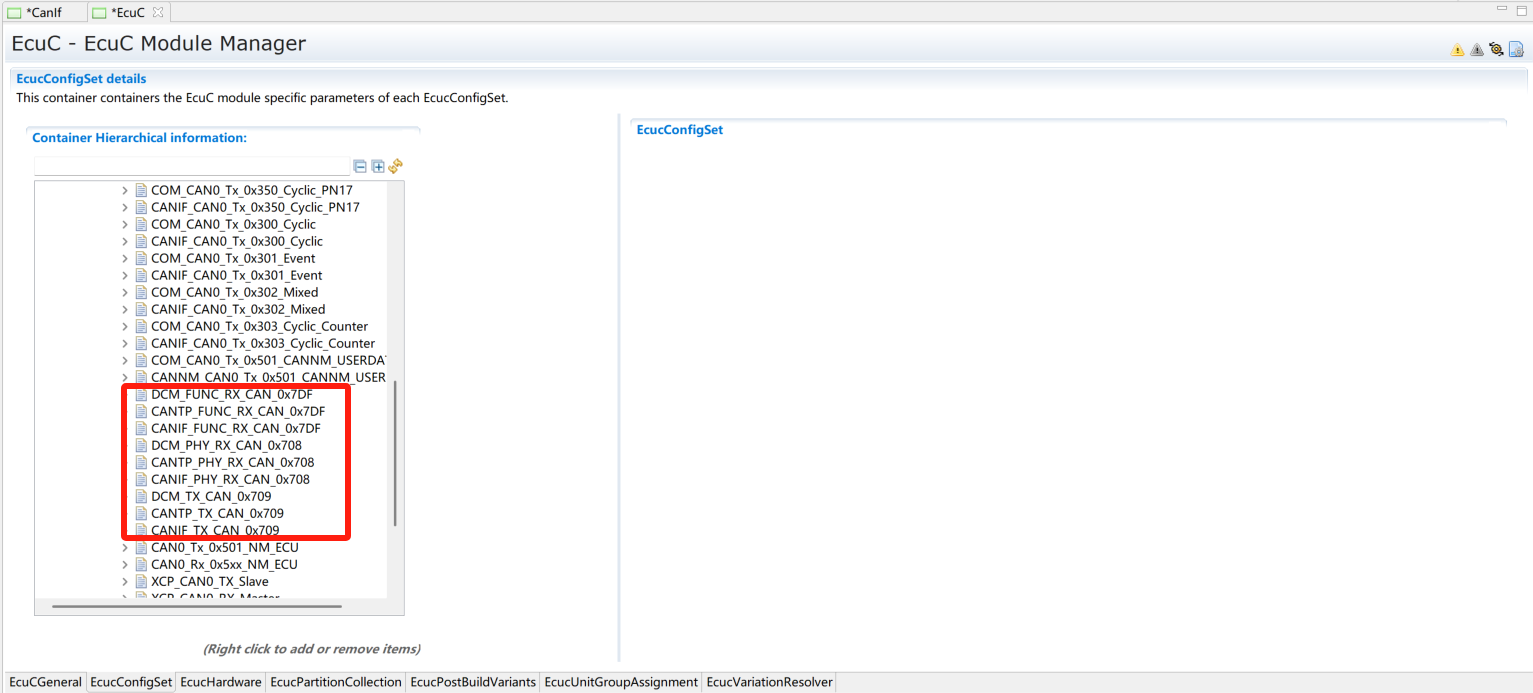 *CanIf
*EcuC
EcuC - EcuC Module Manager
EcucConfigSet details
This container containers the EcuC module specific parameters of each EcucConfigSet.
Container Hierarchical information:
EcucConfigSet
COM_CAN0_Tx_0x350_Cyclic_PN17
CANIF_CAN0_Tx_0x350_Cyclic_PN17
COM_CAN0_Tx_0x300_Cyclic
CANIF_CAN0_Tx_0x300_Cyclic
COM_CAN0_Tx_0x301_Event
CANIF_CAN0_Tx_0x301_Event
COM_CAN0_Tx_0x302_Mixed
CANIF_CAN0_Tx_0x302_Mixed
COM_CAN0_Tx_0x303_Cyclic_Counter
CANIF_CAN0_Tx_0x303_Cyclic_Counter
COM_CAN0_Tx_0x501_CANNM_USERDA
CANNM_CAN0_Tx_0x501_CANNM_USER
DCM_FUNC_RX_CAN_0x7DF
CANTP_FUNC_RX_CAN_0x7DF
CANIF_FUNC_RX_CAN_0x7DF
DCM_PHY_RX_CAN_0x708
CANTP_PHY_RX_CAN_0x708
CANIF_PHY_RX_CAN_0x708
DCM_TX_CAN_0x709
CANTP_TX_CAN_0x709
CANIF_TX_CAN_0x709
CAN0_Tx_0x501_NM_ECU
CAN0_Rx_0x5xx_NM_ECU
XCP_CAN0_TX_Slave
XCP_CAN0_RX_Master
(Right click to add or remove items)
EcuCGeneral EcucConfigSet EcucHardware EcucPartitionCollection EcucPostBuildVariants EcucUnitGroupAssignment EcucVariationResolver